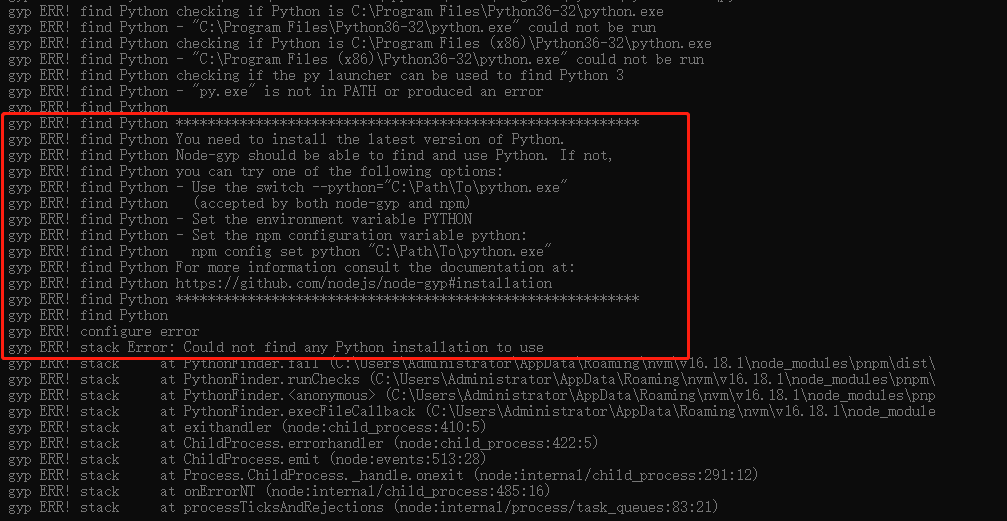 gyp ERR! find Python checking if Python is C:\Program Files\Python36-32\python.exe
gyp ERR! find Python - "C:\Program Files\Python36-32\python.exe" could not be run
gyp ERR! find Python checking if Python is C:\Program Files (x86)\Python36-32\python.exe
gyp ERR! find Python - "C:\Program Files (x86)\Python36-32\python.exe" could not be run
gyp ERR! find Python checking if the py launcher can be used to find Python 3
gyp ERR! find Python - "py.exe" is not in PATH or produced an error
gyp ERR! find Python
gyp ERR! find Python **********************************************************
gyp ERR! find Python You need to install the latest version of Python.
gyp ERR! find Python Node-gyp should be able to find and use Python. If not,
gyp ERR! find Python you can try one of the following options:
gyp ERR! find Python - Use the switch --python="C:\Path\To\python.exe"
gyp ERR! find Python   (accepted by both node-gyp and npm)
gyp ERR! find Python - Set the environment variable PYTHON
gyp ERR! find Python - Set the npm configuration variable python:
gyp ERR! find Python   npm config set python "C:\Path\To\python.exe"
gyp ERR! find Python For more information consult the documentation at:
gyp ERR! find Python https://github.com/nodejs/node-gyp#installation
gyp ERR! find Python **********************************************************
gyp ERR! find Python
gyp ERR! configure error
gyp ERR! stack Error: Could not find any Python installation to use
gyp ERR! stack     at PythonFinder.fail (C:\Users\Administrator\AppData\Roaming\nvm\v16.18.1\node_modules\pnpm\dist\
gyp ERR! stack     at PythonFinder.runChecks (C:\Users\Administrator\AppData\Roaming\nvm\v16.18.1\node_modules\pnpm\
gyp ERR! stack     at PythonFinder.<anonymous> (C:\Users\Administrator\AppData\Roaming\nvm\v16.18.1\node_modules\pnp
gyp ERR! stack     at PythonFinder.execFileCallback (C:\Users\Administrator\AppData\Roaming\nvm\v16.18.1\node_module
gyp ERR! stack     at exithandler (node:child_process:410:5)
gyp ERR! stack     at ChildProcess.errorhandler (node:child_process:422:5)
gyp ERR! stack     at ChildProcess.emit (node:events:513:28)
gyp ERR! stack     at Process.ChildProcess._handle.onexit (node:internal/child_process:291:12)
gyp ERR! stack     at onErrorNT (node:internal/child_process:485:16)
gyp ERR! stack     at processTicksAndRejections (node:internal/process/task_queues:83:21)